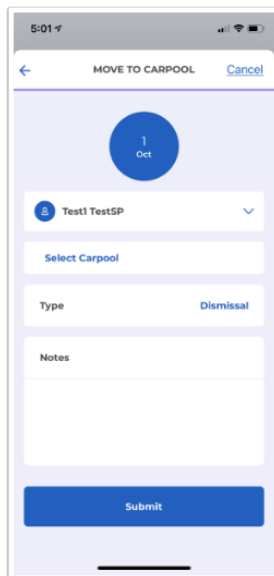 5:01
MOVE TO CARPOOL
Cancel
1
Oct
Test1 TestSP
Select Carpool
Type
Dismissal
Notes
Submit